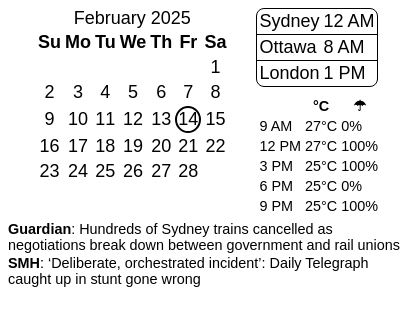 February 2025
Su Mo Tu We Th Fr Sa
1
2 3 4 5 6 7 8
9 10 11 12 13 14 15
16 17 18 19 20 21 22
23 24 25 26 27 28
Sydney 12 AM
Ottawa 8 AM
London 1 PM
°C ☂
9 AM 27°C 0%
12 PM 27°C 100%
3 PM 25°C 100%
6 PM 25°C 0%
9 PM 25°C 100%
Guardian: Hundreds of Sydney trains cancelled as
negotiations break down between government and rail unions
SMH: ‘Deliberate, orchestrated incident’: Daily Telegraph
caught up in stunt gone wrong